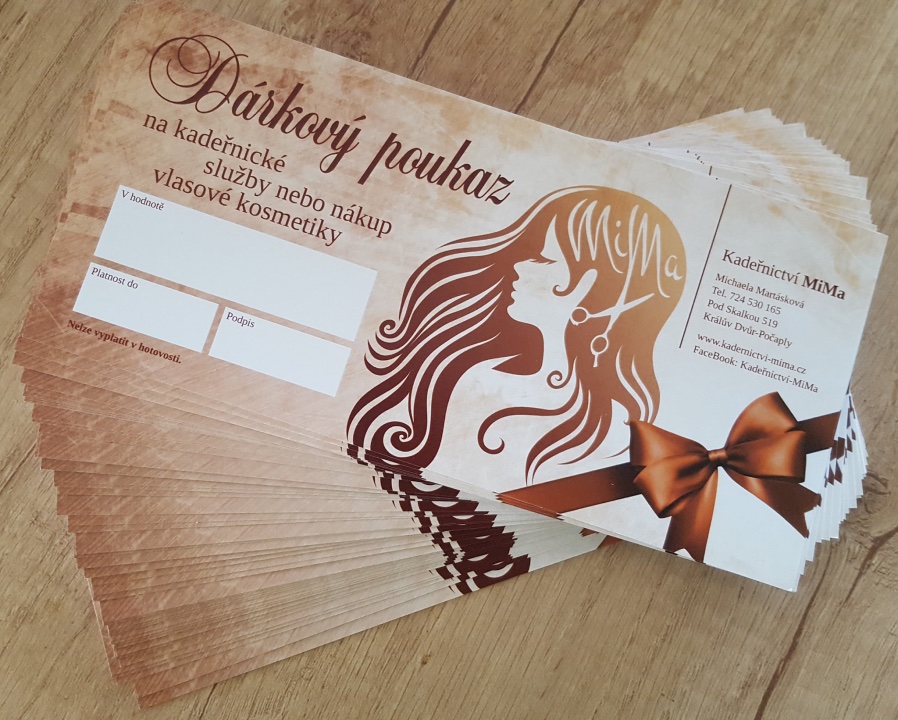 Dárkový poukaz
na kadeřnické
služby nebo nákup
vlasové kosmetiky
V hodnotě
Platnost do
Podpis
Nelze vyplatit v hotovosti.
MiMa
Kadeřnictví MiMa
Michaela Martásková
Tel. 724 530 165
Pod Skalkou 519
Králův Dvůr-Počaply
www.kadernictvi-mima.cz
FaceBook: Kadeřnictví-MiMa